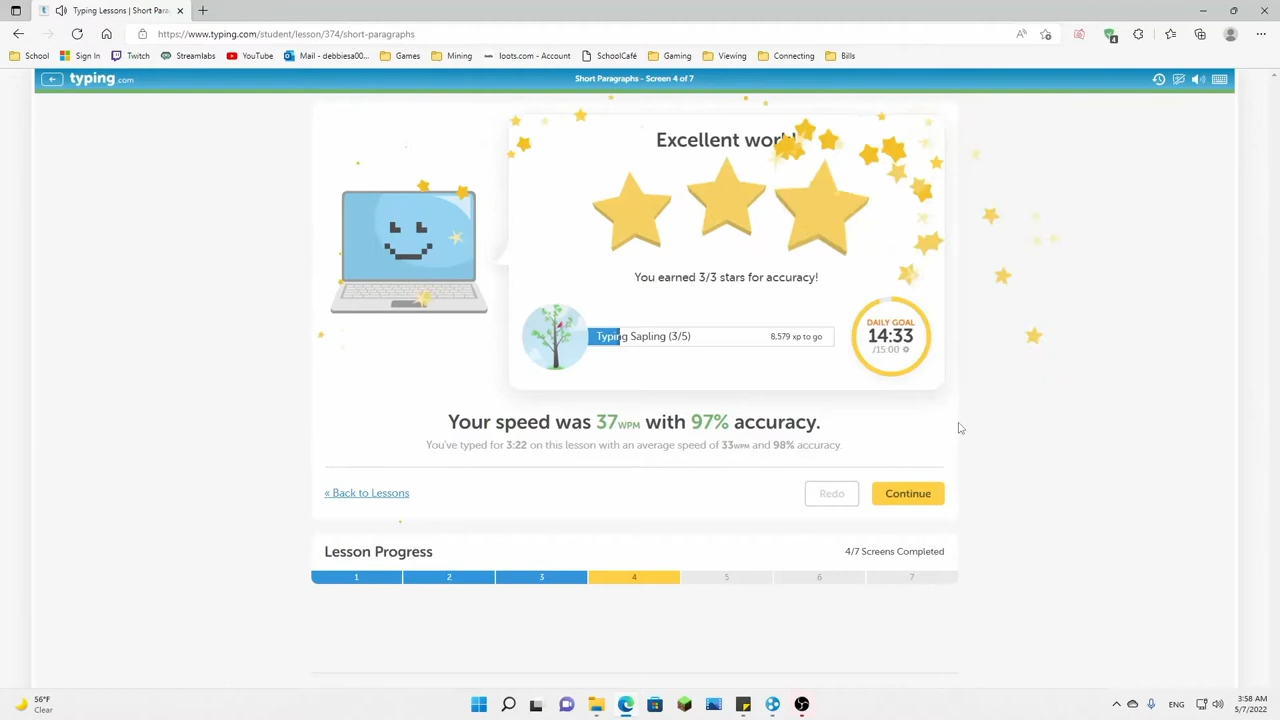 Typing Lessons | Short Para
https://www.typing.com/student/lesson/374/short-paragraphs
School Sign In Twitch Streamlabs YouTube Mail - debbiesa00... Games Mining loots.com - Account SchoolCafé Gaming Viewing Connecting Bills
typing.com Short Paragraphs - Screen 4 of 7
Excellent work!
You earned 3/3 stars for accuracy!
Typing Sapling (3/5) 8,579 xp to go
DAILY GOAL
14:33
/15:00
Your speed was 37WPM with 97% accuracy.
You've typed for 3:22 on this lesson with an average speed of 33WPM and 98% accuracy.
« Back to Lessons Redo Continue
Lesson Progress 4/7 Screens Completed
1 2 3 4 5 6 7
56°F
Clear
ENG
3:58 AM
5/7/2022